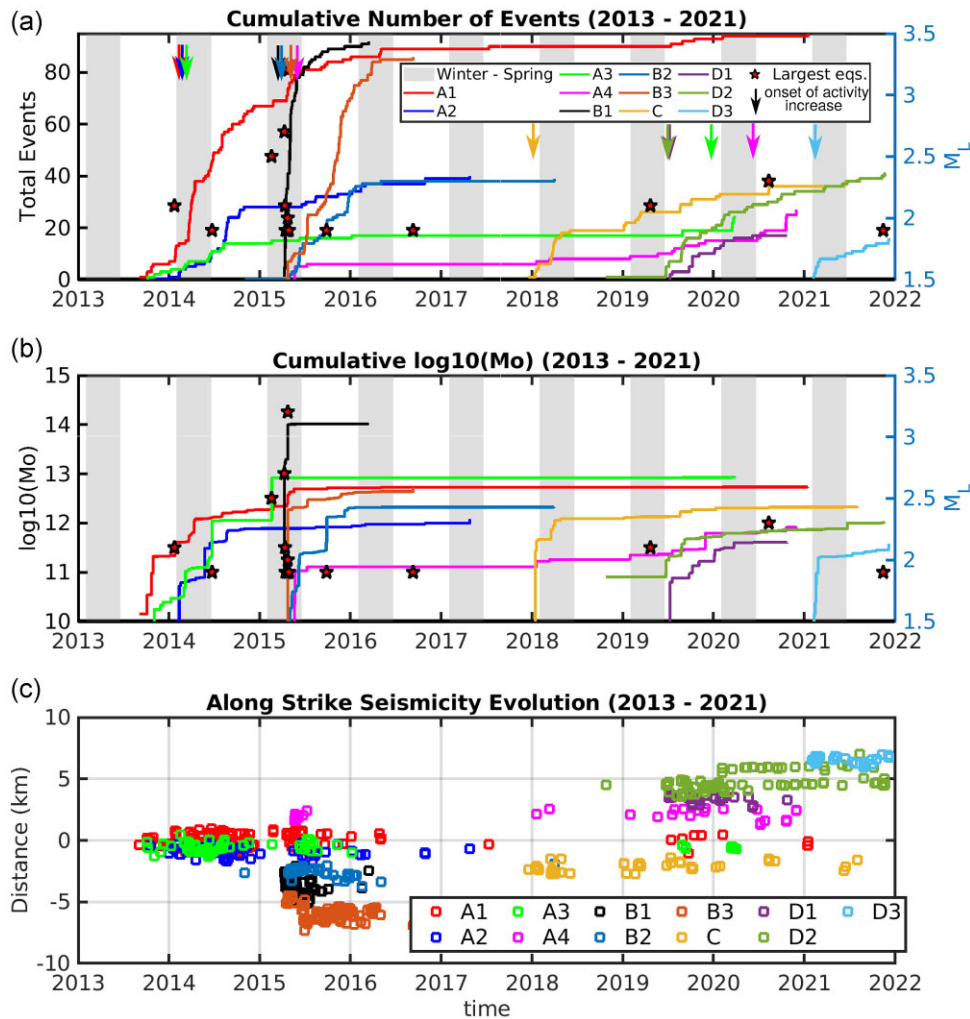 (a)
Cumulative Number of Events (2013 - 2021)
Total Events
80
60
40
20
0
3.5
3
2.5
2
1.5
M_L
Winter - Spring
A1
A2
A3
A4
B1
B2
B3
C
D1
D2
D3
Largest eqs.
onset of activity
increase
2013 2014 2015 2016 2017 2018 2019 2020 2021 2022
(b)
Cumulative log10(Mo) (2013 - 2021)
log10(Mo)
15
14
13
12
11
10
3.5
3
2.5
2
1.5
M_L
2013 2014 2015 2016 2017 2018 2019 2020 2021 2022
(c)
Along Strike Seismicity Evolution (2013 - 2021)
Distance (km)
10
5
0
-5
-10
A1 A3 B1 B3 D1 D3
A2 A4 B2 C D2
2013 2014 2015 2016 2017 2018 2019 2020 2021 2022
time